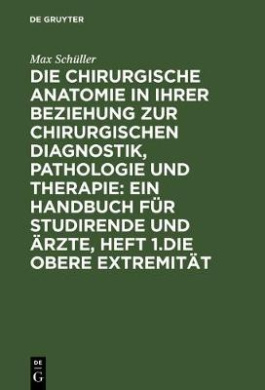 DE GRUYTER
Max Schüller
DIE CHIRURGISCHE
ANATOMIE IN IHRER
BEZIEHUNG ZUR
CHIRURGISCHEN
DIAGNOSTIK,
PATHOLOGIE UND
THERAPIE: EIN
HANDBUCH FÜR
STUDIRENDE UND
ÄRZTE, HEFT 1.DIE
OBERE EXTREMITÄT
DE
G